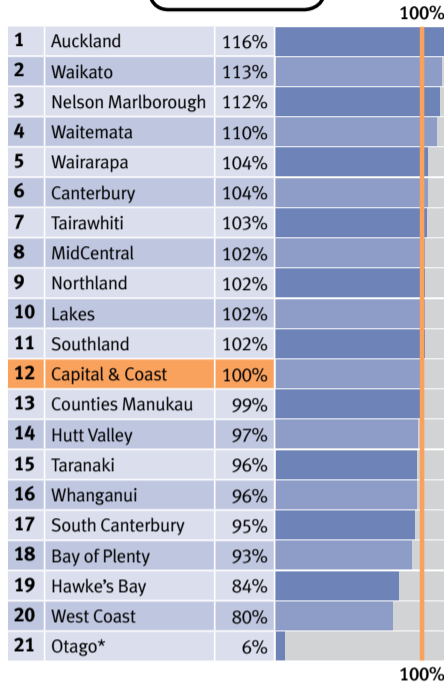 100%
1 Auckland 116%
2 Waikato 113%
3 Nelson Marlborough 112%
4 Waitemata 110%
5 Wairarapa 104%
6 Canterbury 104%
7 Tairawhiti 103%
8 MidCentral 102%
9 Northland 102%
10 Lakes 102%
11 Southland 102%
12 Capital & Coast 100%
13 Counties Manukau 99%
14 Hutt Valley 97%
15 Taranaki 96%
16 Whanganui 96%
17 South Canterbury 95%
18 Bay of Plenty 93%
19 Hawke’s Bay 84%
20 West Coast 80%
21 Otago* 6%
100%